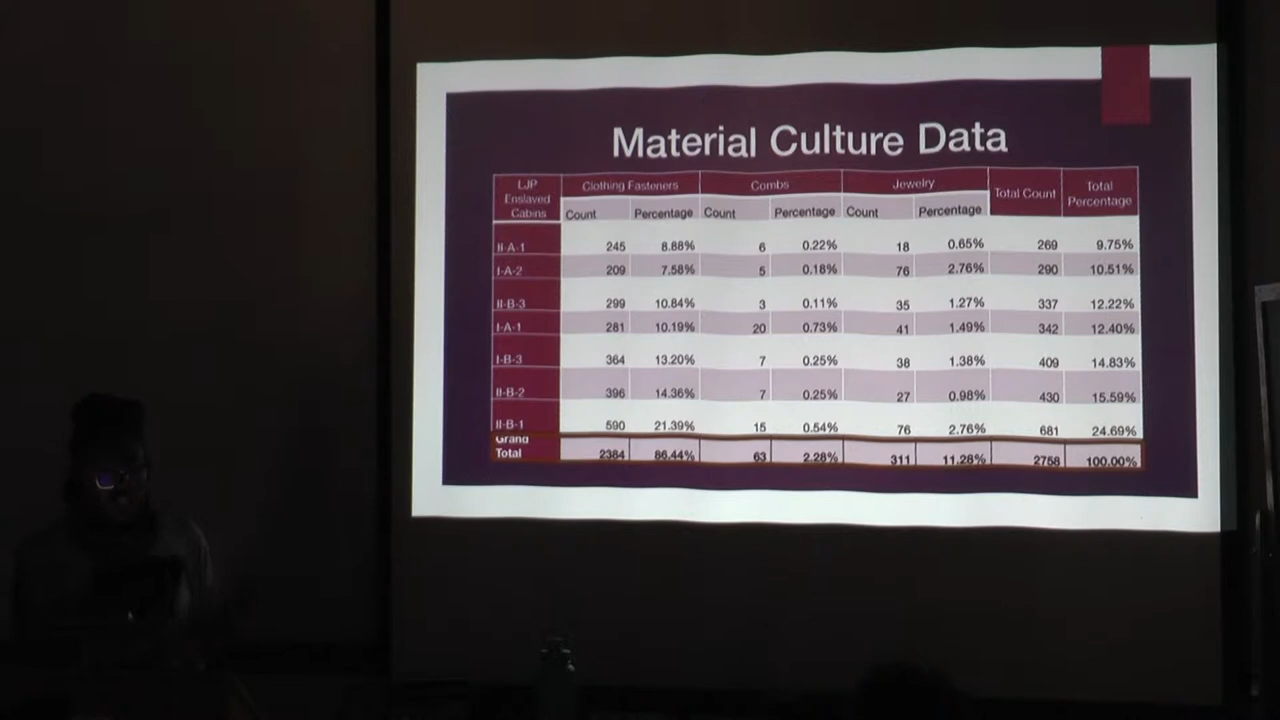 Material Culture Data
LJP Enslaved Cabins Clothing Fasteners Combs Jewelry Total Count Total Percentage
Count Percentage Count Percentage Count Percentage
II-A-1 245 8.88% 6 0.22% 18 0.65% 269 9.75%
I-A-2 209 7.58% 5 0.18% 76 2.76% 290 10.51%
II-B-3 299 10.84% 3 0.11% 35 1.27% 337 12.22%
I-A-1 281 10.19% 20 0.73% 41 1.49% 342 12.40%
I-B-3 364 13.20% 7 0.25% 38 1.38% 409 14.83%
II-B-2 396 14.36% 7 0.25% 27 0.98% 430 15.59%
II-B-1 590 21.39% 15 0.54% 76 2.76% 681 24.69%
Grand Total 2384 86.44% 63 2.28% 311 11.28% 2758 100.00%